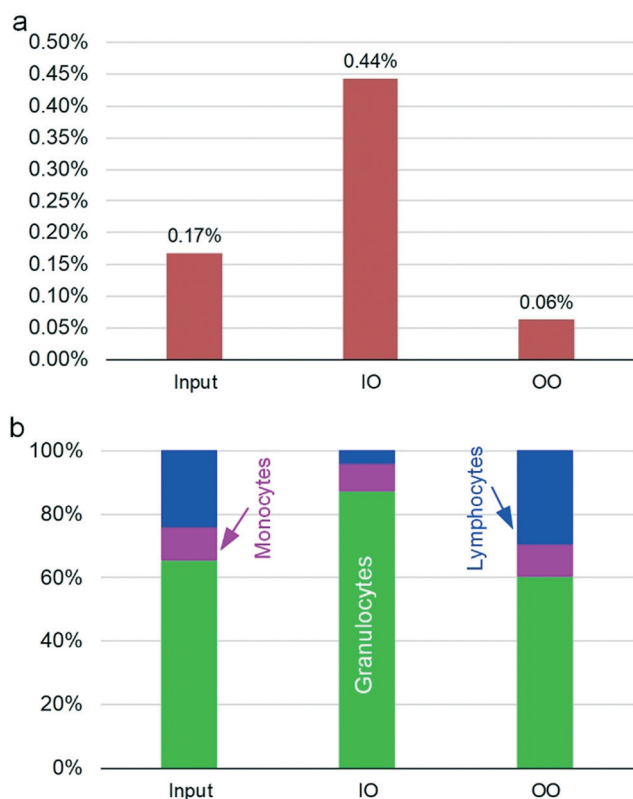 a
0.50%
0.45%
0.40%
0.35%
0.30%
0.25%
0.20%
0.15%
0.10%
0.05%
0.00%
0.17%
0.44%
0.06%
Input IO OO
b
100%
80%
60%
40%
20%
0%
Monocytes
Granulocytes
Lymphocytes
Input IO OO